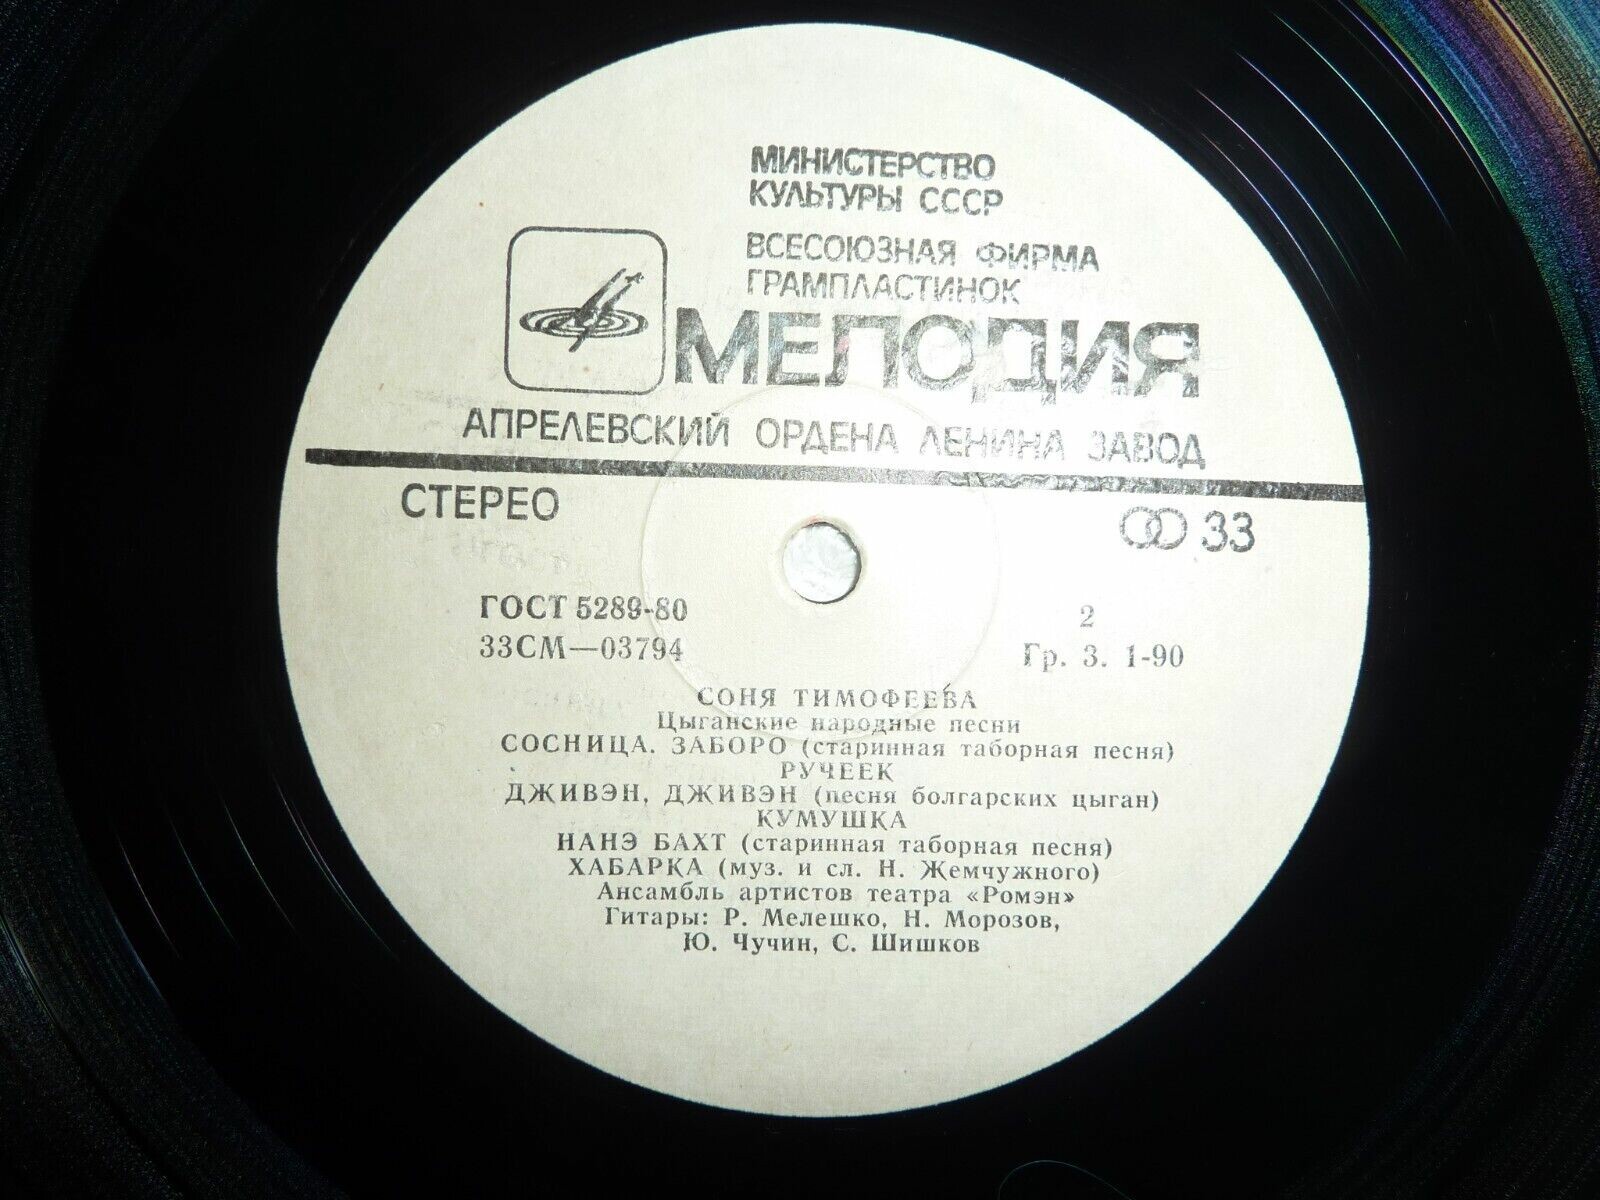 МИНИСТЕРСТВО
КУЛЬТУРЫ СССР
ВСЕСОЮЗНАЯ ФИРМА
ГРАМПЛАСТИНОК
МЕЛОДИЯ
АПРЕЛЕВСКИЙ ОРДЕНА ЛЕНИНА ЗАВОД
СТЕРЕО
33
ГОСТ 5289-80
2
33СМ—03794
Гр. 3. 1-90
СОНЯ ТИМОФЕЕВА
Цыганские народные песни
СОСНИЦА. ЗАБОРО (старинная таборная песня)
РУЧЕЕК
ДЖИВЭН, ДЖИВЭН (песня болгарских цыган)
КУМУШКА
НАНЭ БАХТ (старинная таборная песня)
ХАБАРКА (муз. и сл. Н. Жемчужного)
Ансамбль артистов театра «Ромэн»
Гитары: Р. Мелешко, Н. Морозов,
Ю. Чучин, С. Шишков